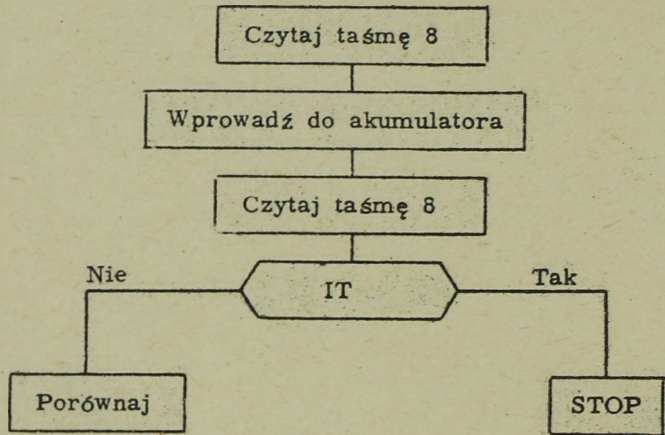 Czytaj taśmę 8
Wprowadź do akumulatora
Czytaj taśmę 8
Nie
IT
Tak
Porównaj
STOP